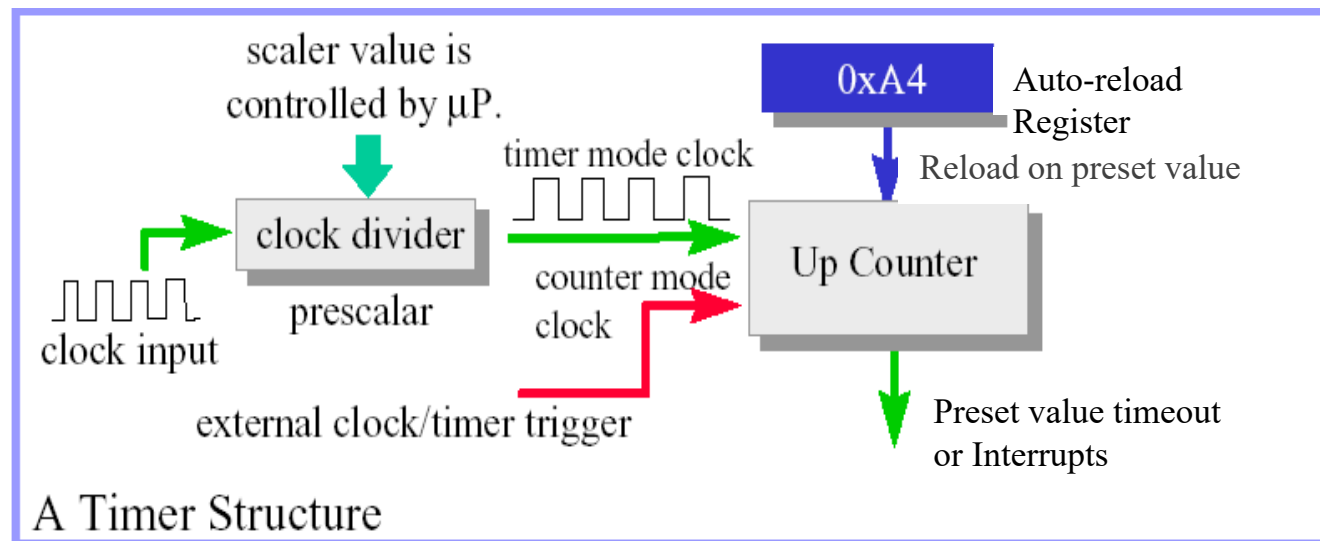 scaler value is
controlled by μP.
0xA4
Auto-reload
Register
timer mode clock
Reload on preset value
clock divider
Up Counter
counter mode
clock
prescalar
clock input
external clock/timer trigger
Preset value timeout
or Interrupts
A Timer Structure